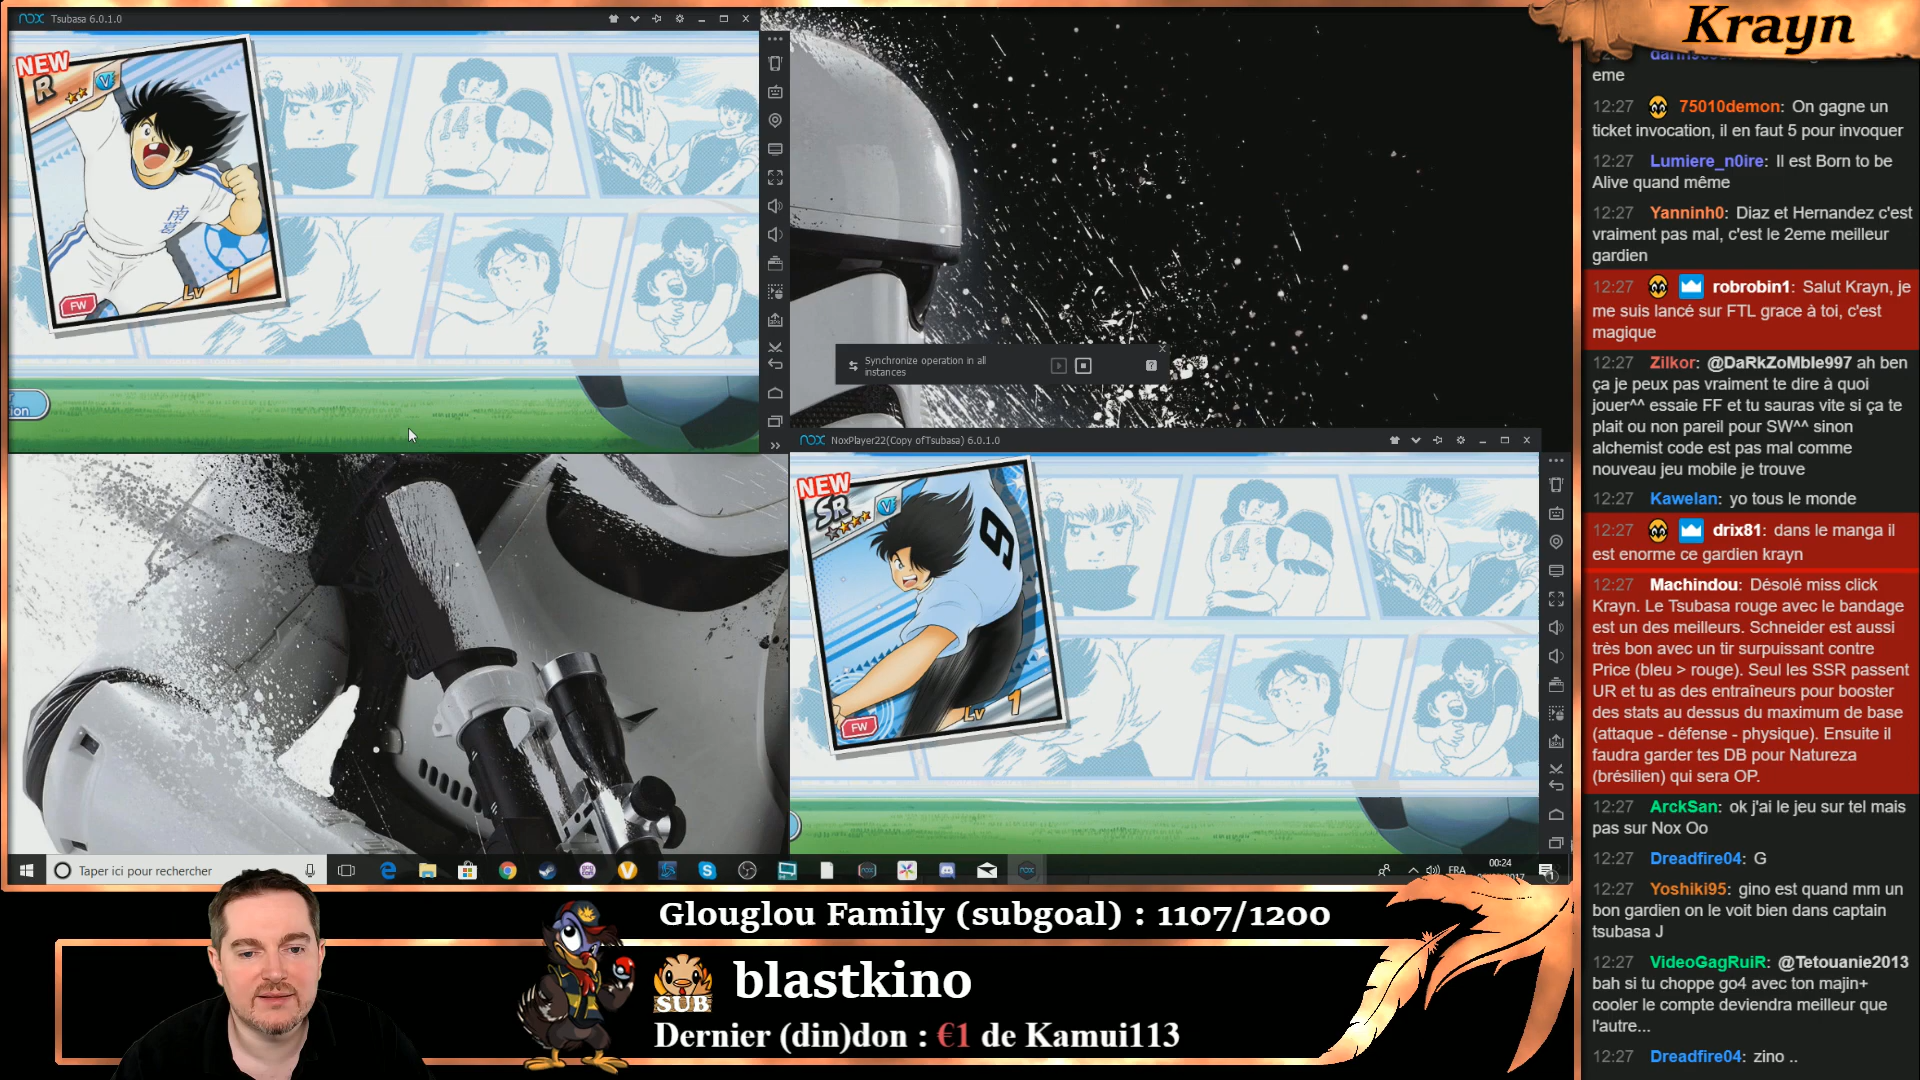 nox Tsubasa 6.0.1.0
NEW
R
V
14
南葛
Lv 1
FW
ion
Synchronize operation in all
instances
nox NoxPlayer22(Copy ofTsubasa) 6.0.1.0
NEW
SR
V
9
14
Lv 1
FW
Taper ici pour rechercher
FRA
00:24
Krayn
eme
12:27 75010demon: On gagne un
ticket invocation, il en faut 5 pour invoquer
12:27 Lumiere_n0ire: Il est Born to be
Alive quand même
12:27 Yanninh0: Diaz et Hernandez c'est
vraiment pas mal, c'est le 2eme meilleur
gardien
12:27 robrobin1: Salut Krayn, je
me suis lancé sur FTL grace à toi, c'est
magique
12:27 Zilkor: @DaRkZoMble997 ah ben
ça je peux pas vraiment te dire à quoi
jouer^^ essaie FF et tu sauras vite si ça te
plait ou non pareil pour SW^^ sinon
alchemist code est pas mal comme
nouveau jeu mobile je trouve
12:27 Kawelan: yo tous le monde
12:27 drix81: dans le manga il
est enorme ce gardien krayn
12:27 Machindou: Désolé miss click
Krayn. Le Tsubasa rouge avec le bandage
est un des meilleurs. Schneider est aussi
très bon avec un tir surpuissant contre
Price (bleu > rouge). Seul les SSR passent
UR et tu as des entraîneurs pour booster
des stats au dessus du maximum de base
(attaque - défense - physique). Ensuite il
faudra garder tes DB pour Natureza
(brésilien) qui sera OP.
12:27 ArckSan: ok j'ai le jeu sur tel mais
pas sur Nox Oo
12:27 Dreadfire04: G
12:27 Yoshiki95: gino est quand mm un
bon gardien on le voit bien dans captain
tsubasa J
12:27 VideoGagRuiR: @Tetouanie2013
bah si tu choppe go4 avec ton majin+
cooler le compte deviendra meilleur que
l'autre...
12:27 Dreadfire04: zino ..
Glouglou Family (subgoal) : 1107/1200
SUB
blastkino
Dernier (din)don : €1 de Kamui113